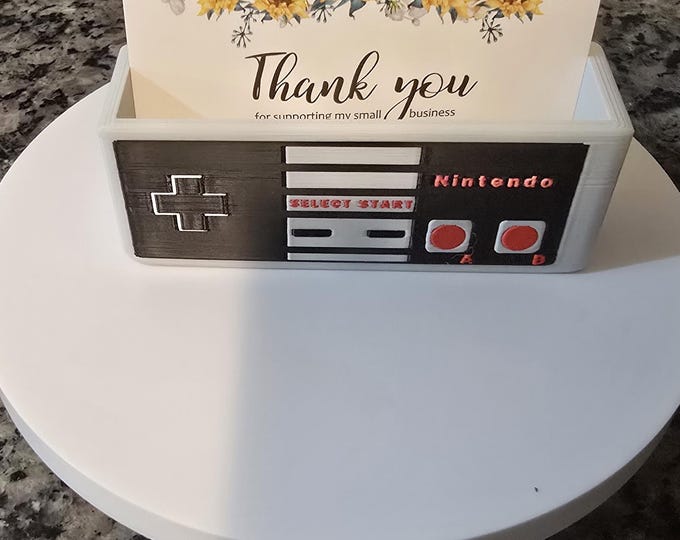 Thank you
for supporting my small business
Nintendo
SELECT START
A B